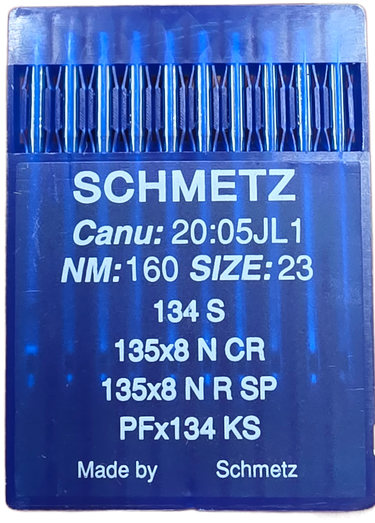 SCHMETZ
Canu: 20:05JL1
NM:160 SIZE:23
134 S
135x8 N CR
135x8 N R SP
PFx134 KS
Made by Schmetz